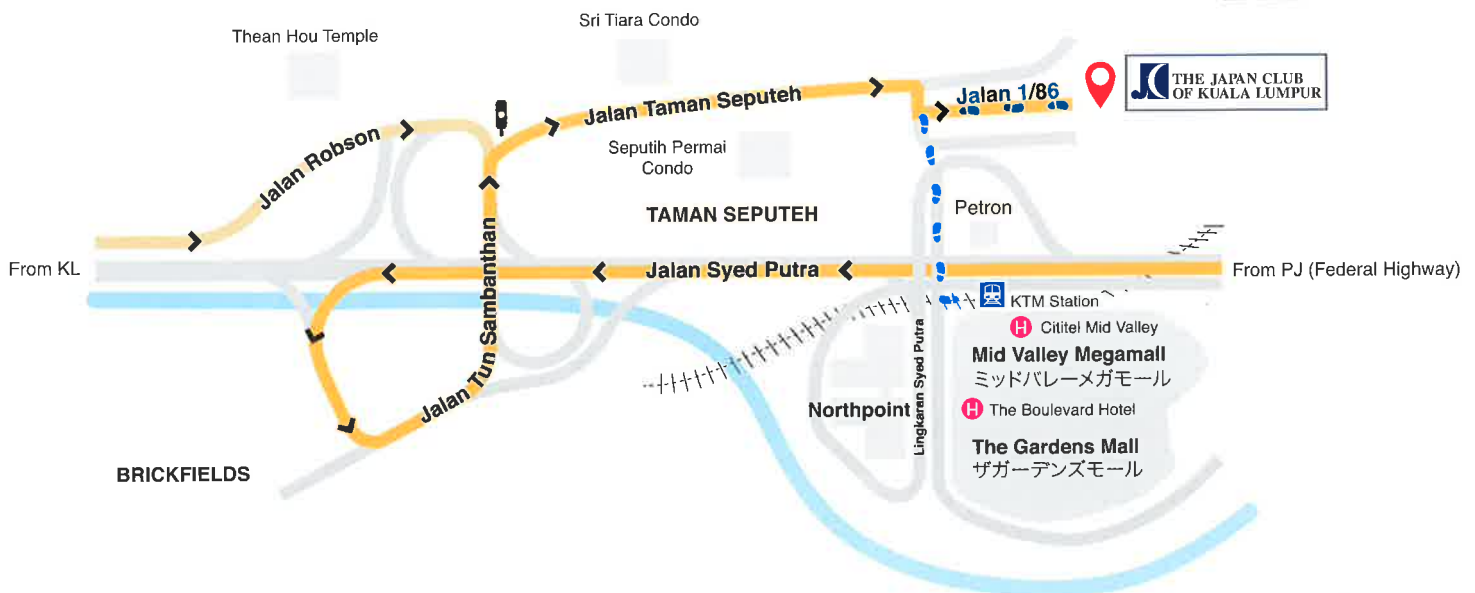 Sri Tiara Condo
Thean Hou Temple
THE JAPAN CLUB
OF KUALA LUMPUR
Jalan 1/86
Jalan Taman Seputeh
Jalan Robson
Seputih Permai
Condo
TAMAN SEPUTEH
Petron
From KL
Jalan Syed Putra
From PJ (Federal Highway)
Jalan Tun Sambanthan
KTM Station
H Cititel Mid Valley
Mid Valley Megamall
ミッドバレーメガモール
Lingkaran Syed Putra
Northpoint
H The Boulevard Hotel
The Gardens Mall
ザガーデンズモール
BRICKFIELDS